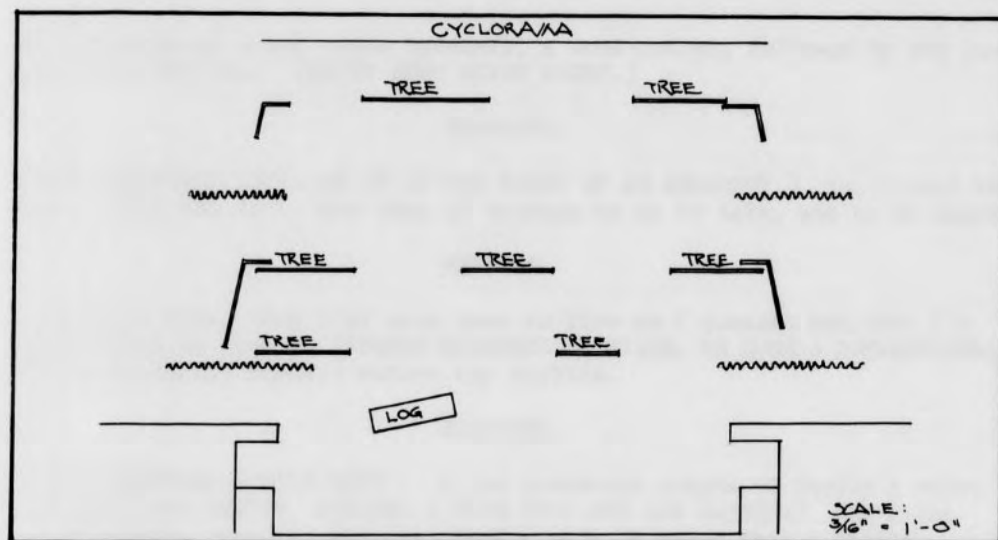 CYCLORAMA
TREE TREE
TREE TREE TREE
TREE TREE
LOG
SCALE:
3/16" = 1'-0"